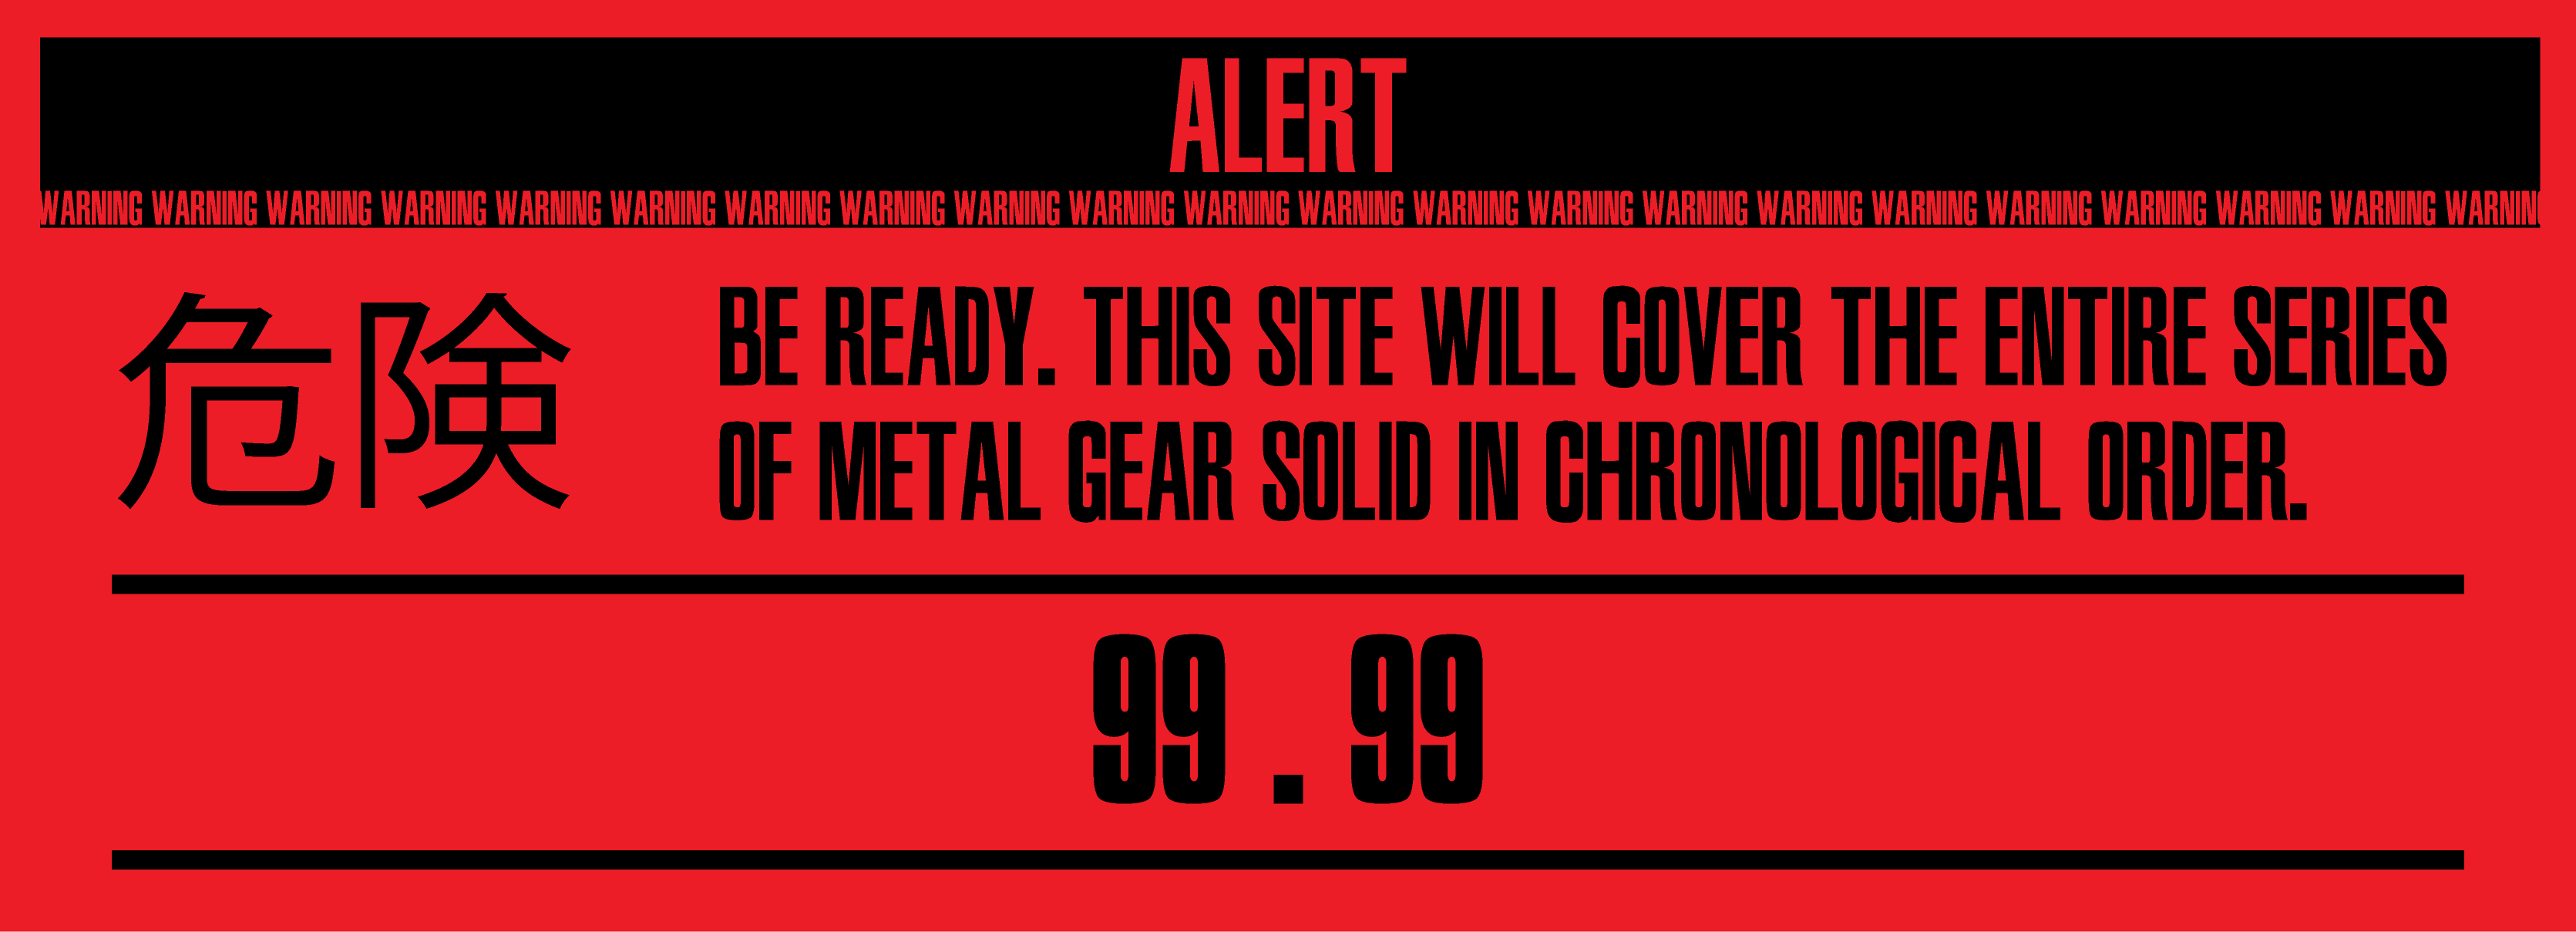 ALERT
WARNING WARNING WARNING WARNING WARNING WARNING WARNING WARNING WARNING WARNING WARNING WARNING WARNING WARNING WARNING WARNING WARNING WARNING WARNING WARNING WARNING WARNING
危険
BE READY. THIS SITE WILL COVER THE ENTIRE SERIES
OF METAL GEAR SOLID IN CHRONOLOGICAL ORDER.
99.99